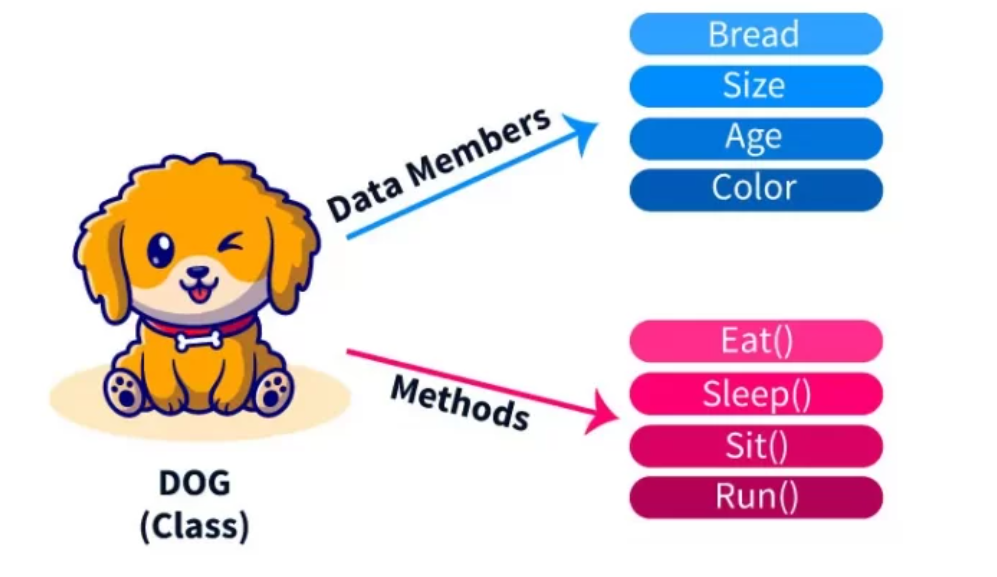 Data Members
Bread
Size
Age
Color
Methods
Eat()
Sleep()
Sit()
Run()
DOG
(Class)